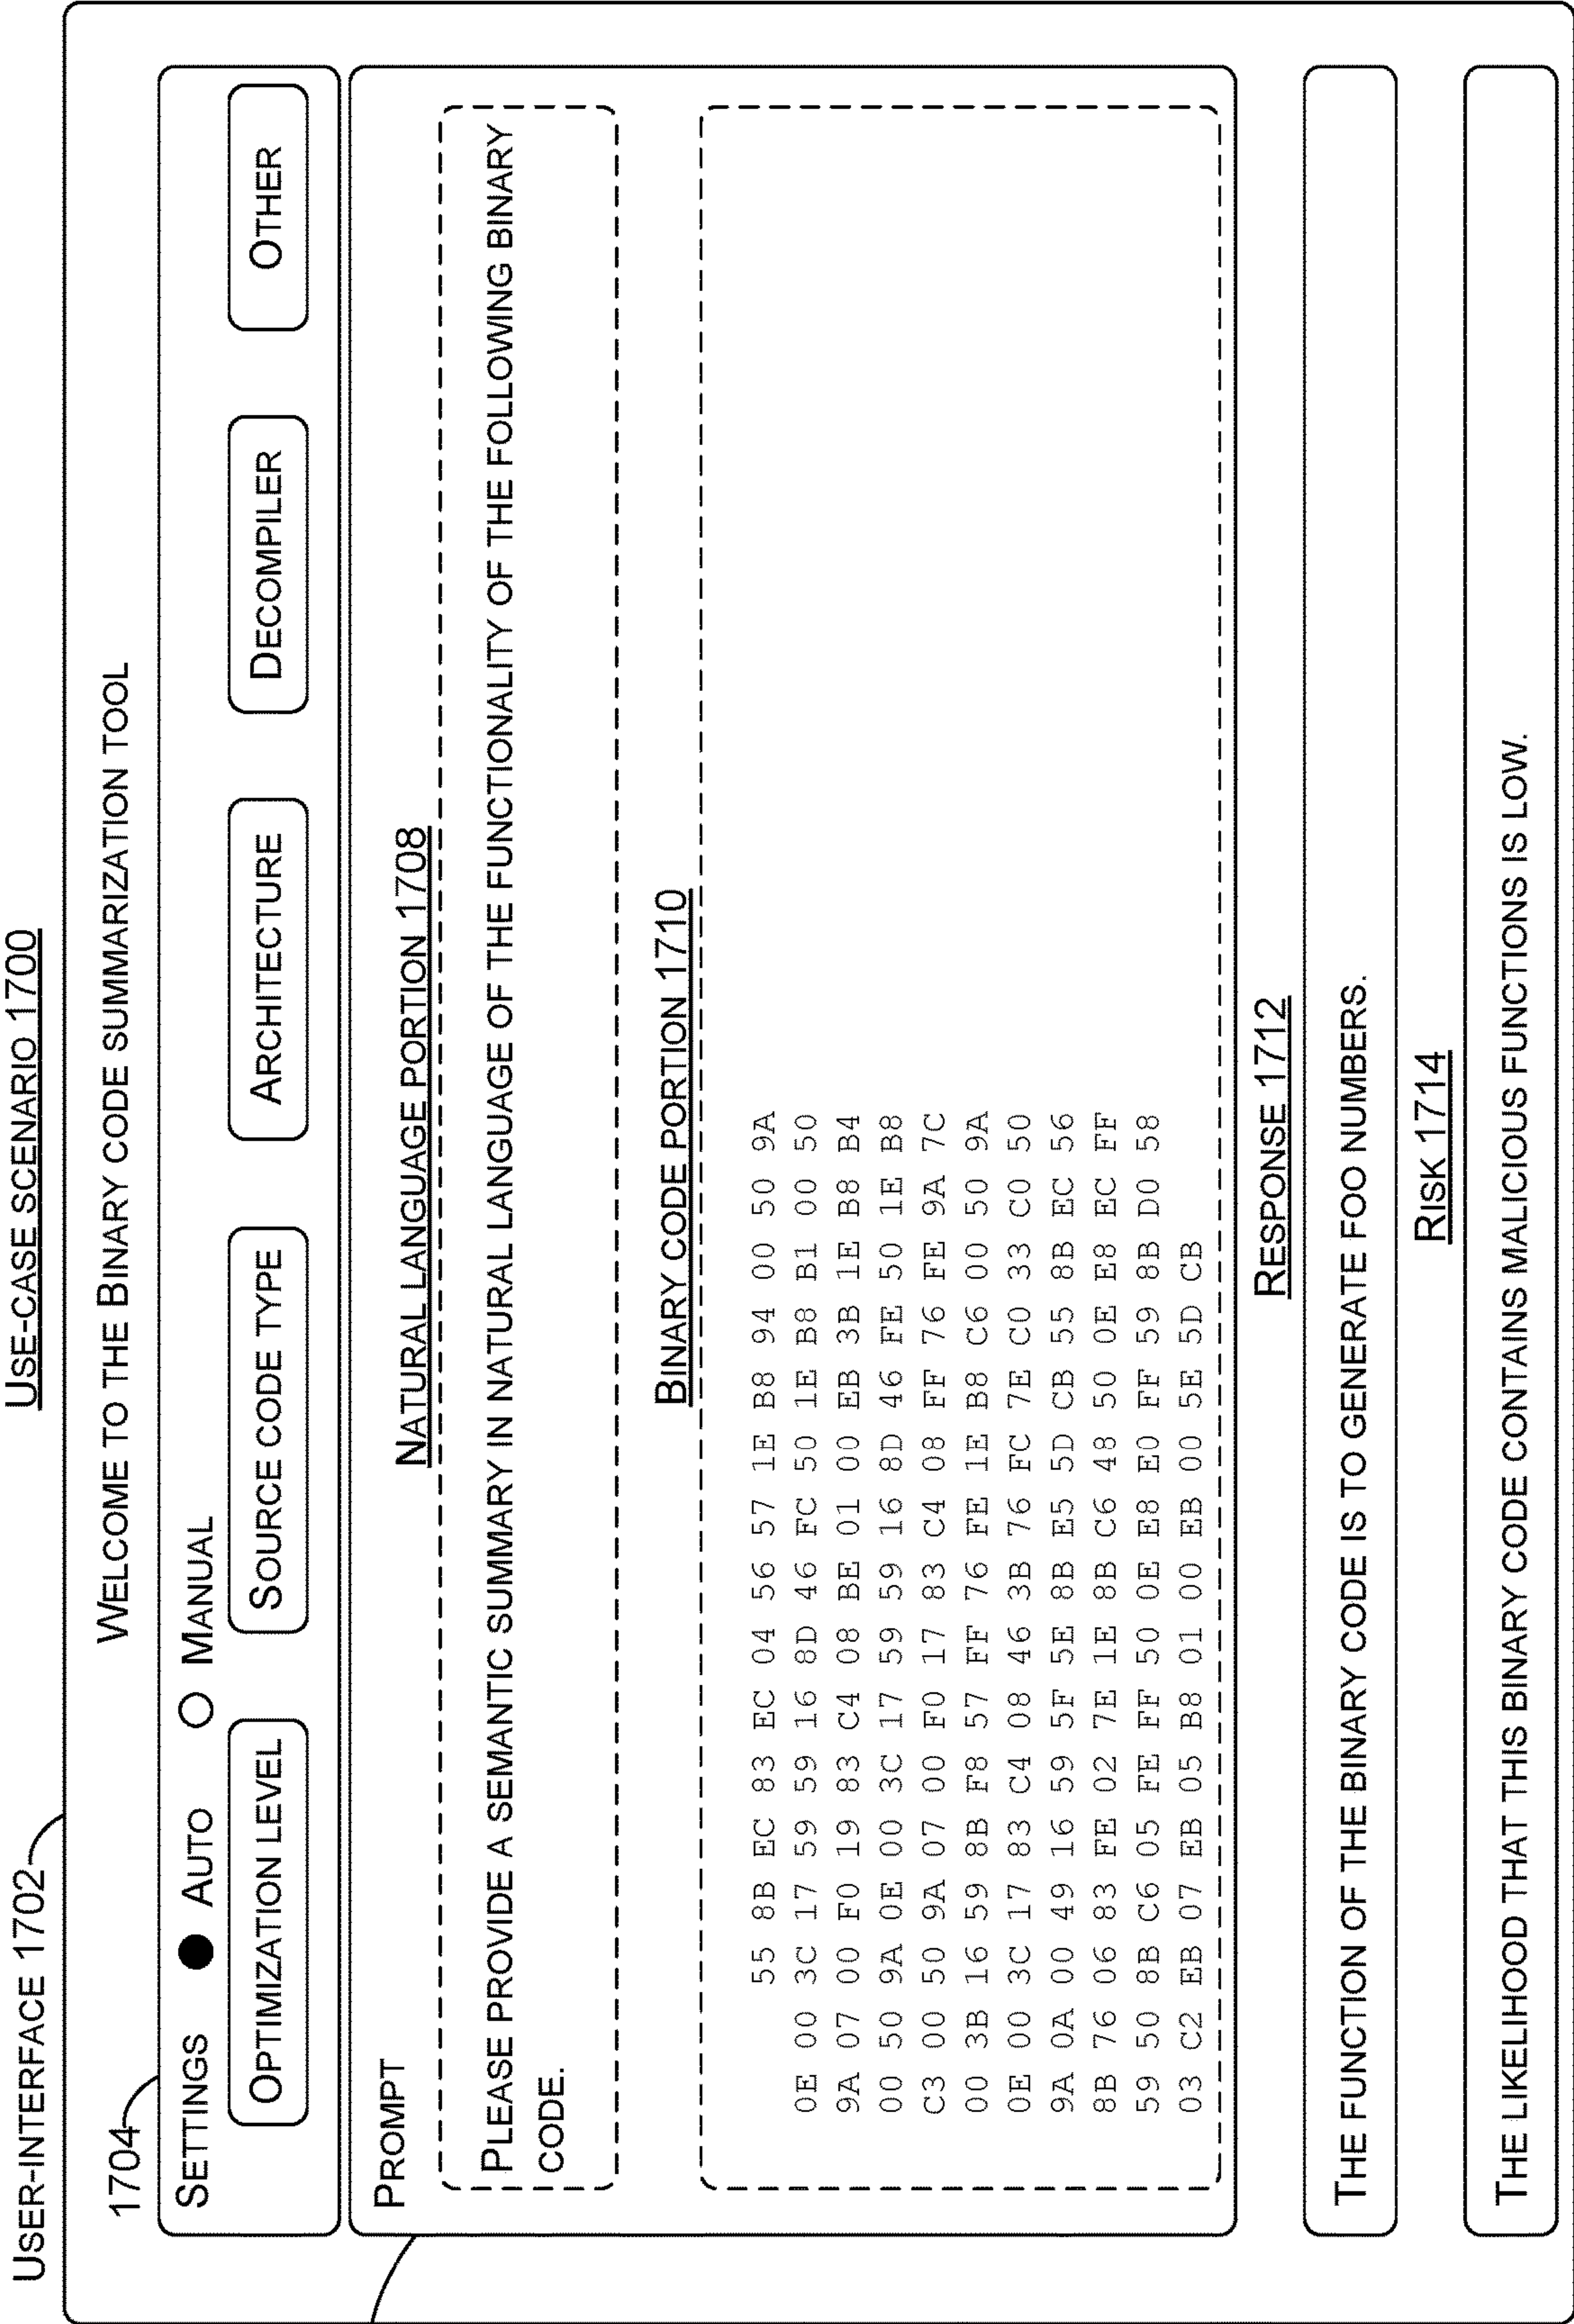 USE-CASE SCENARIO 1700
USER-INTERFACE 1702
WELCOME TO THE BINARY CODE SUMMARIZATION TOOL
1704
SETTINGS AUTO MANUAL
OPTIMIZATION LEVEL SOURCE CODE TYPE ARCHITECTURE DECOMPILER OTHER
PROMPT
NATURAL LANGUAGE PORTION 1708
PLEASE PROVIDE A SEMANTIC SUMMARY IN NATURAL LANGUAGE OF THE FUNCTIONALITY OF THE FOLLOWING BINARY
CODE.
BINARY CODE PORTION 1710
55 8B EC 83 EC 04 56 57 1E B8 94 00 50 9A
0E 00 3C 17 59 59 16 8D 46 FC 50 1E B8 B1 00 50
9A 07 00 F0 19 83 C4 08 BE 01 00 EB 3B 1E B8 B4
00 50 9A 0E 00 3C 17 59 59 16 8D 46 FE 50 1E B8
C3 00 50 9A 07 00 F0 17 83 C4 08 FF 76 FE 9A 7C
00 3B 16 59 8B F8 57 FF 76 FE 1E B8 C6 00 50 9A
0E 00 3C 17 83 C4 08 46 3B 76 FC 7E C0 33 C0 50
9A 0A 00 49 16 59 5F 5E 8B E5 5D CB 55 8B EC 56
8B 76 06 83 FE 02 7E 1E 8B C6 48 50 0E E8 EC FF
59 50 8B C6 05 FE FF 50 0E E8 E0 FF 59 8B D0 58
03 C2 EB 07 EB 05 B8 01 00 EB 00 5E 5D CB
RESPONSE 1712
THE FUNCTION OF THE BINARY CODE IS TO GENERATE FOO NUMBERS.
RISK 1714
THE LIKELIHOOD THAT THIS BINARY CODE CONTAINS MALICIOUS FUNCTIONS IS LOW.